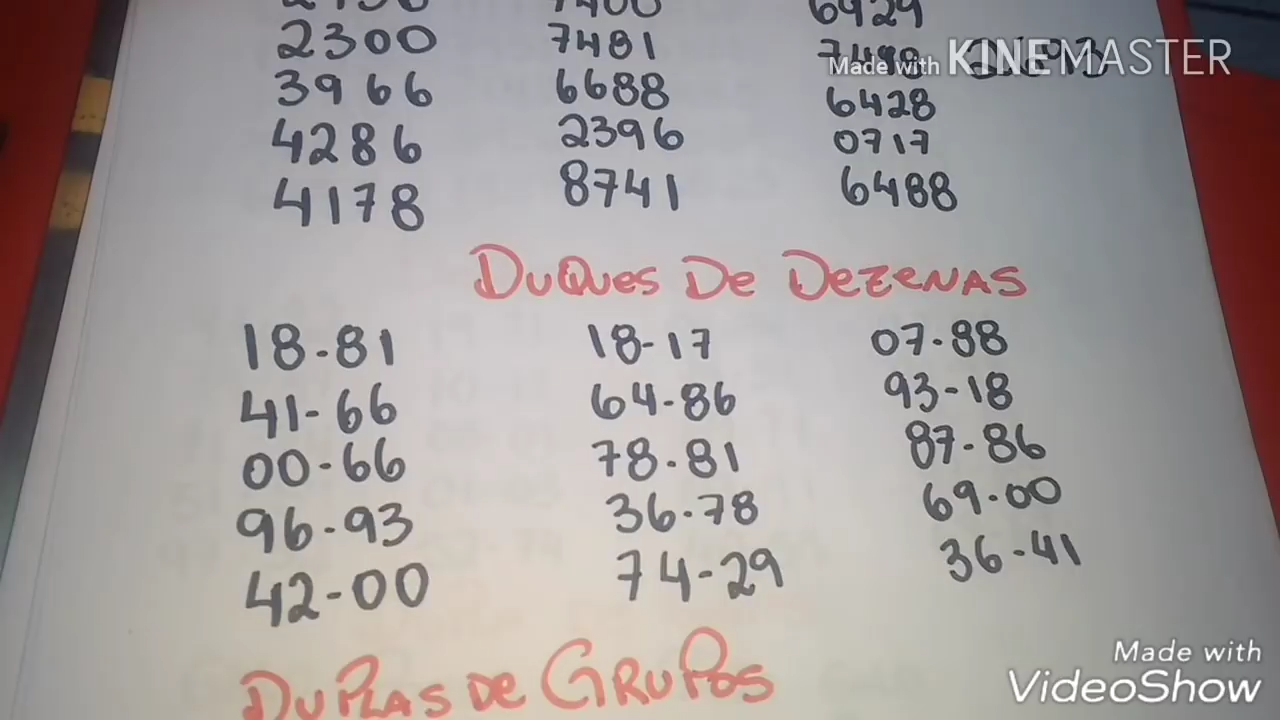 6429
2300 7481
3966 6688 6428
4286 2396 0717
4178 8741 6488
Made with KINEMASTER
DUQUES DE DEZENAS
18-81 18-17 07-88
41-66 64-86 93-18
00-66 78-81 87-86
96-93 36-78 69-00
42-00 74-29 36-41
DUPLAS DE GRUPOS
Made with
VideoShow